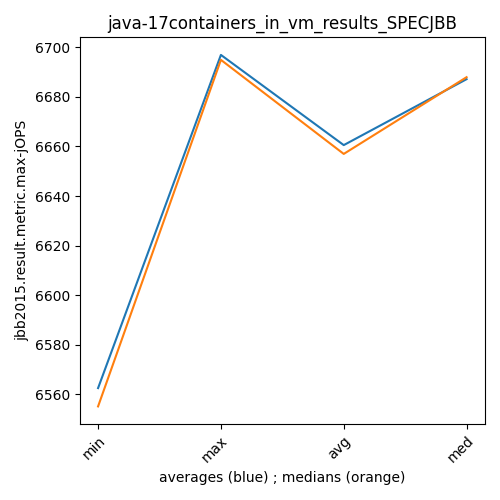 java-17containers_in_vm_results_SPECJBB
jbb2015.result.metric.max-jOPS
6700
6680
6660
6640
6620
6600
6580
6560
min
max
avg
med
averages (blue) ; medians (orange)